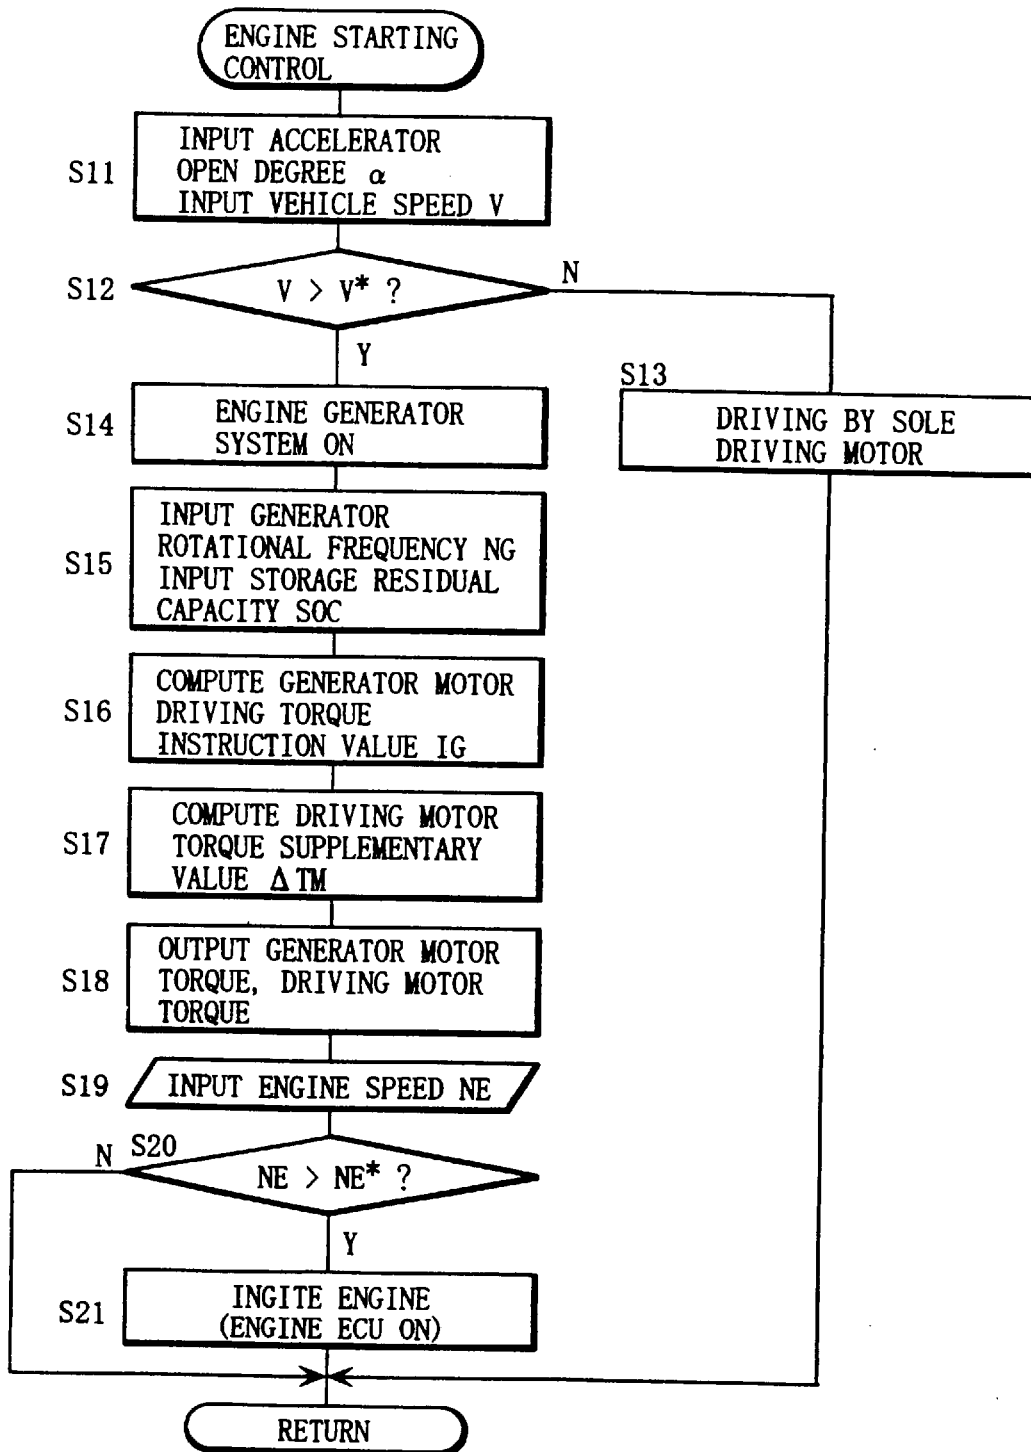 ENGINE STARTING
CONTROL
S11
INPUT ACCELERATOR
OPEN DEGREE α
INPUT VEHICLE SPEED V
S12
V > V* ?
N
Y
S13
DRIVING BY SOLE
DRIVING MOTOR
S14
ENGINE GENERATOR
SYSTEM ON
S15
INPUT GENERATOR
ROTATIONAL FREQUENCY NG
INPUT STORAGE RESIDUAL
CAPACITY SOC
S16
COMPUTE GENERATOR MOTOR
DRIVING TORQUE
INSTRUCTION VALUE IG
S17
COMPUTE DRIVING MOTOR
TORQUE SUPPLEMENTARY
VALUE ΔTM
S18
OUTPUT GENERATOR MOTOR
TORQUE, DRIVING MOTOR
TORQUE
S19
INPUT ENGINE SPEED NE
S20
N
NE > NE* ?
Y
S21
INGITE ENGINE
(ENGINE ECU ON)
RETURN